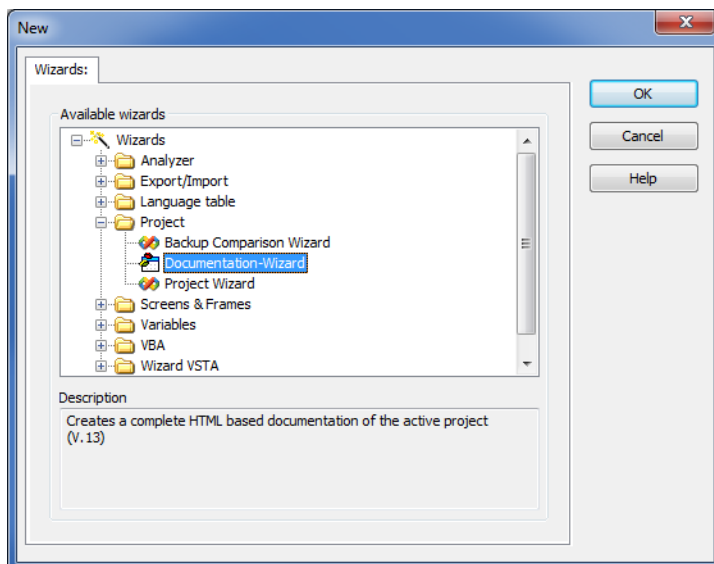 New
Wizards:
Available wizards
Wizards
Analyzer
Export/Import
Language table
Project
Backup Comparison Wizard
Documentation-Wizard
Project Wizard
Screens & Frames
Variables
VBA
Wizard VSTA
Description
Creates a complete HTML based documentation of the active project
(V.13)
OK
Cancel
Help